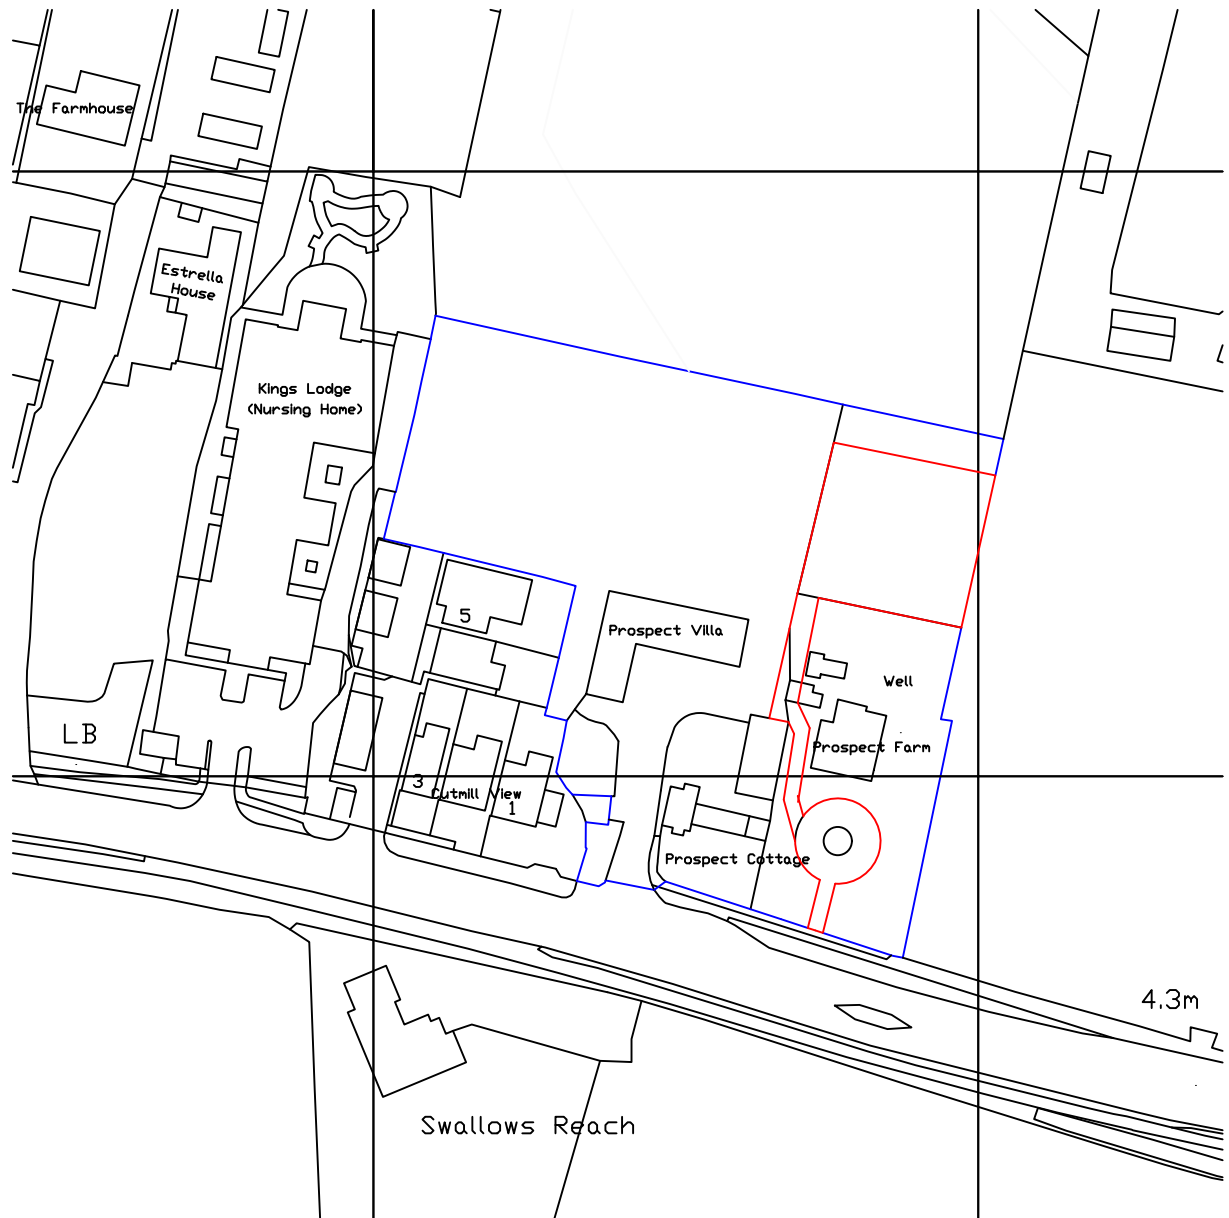 The Farmhouse
Estrella
House
Kings Lodge
(Nursing Home)
5
Prospect Villa
Well
LB
Prospect Farm
3
Cutmill View
1
Prospect Cottage
4.3m
Swallows Reach